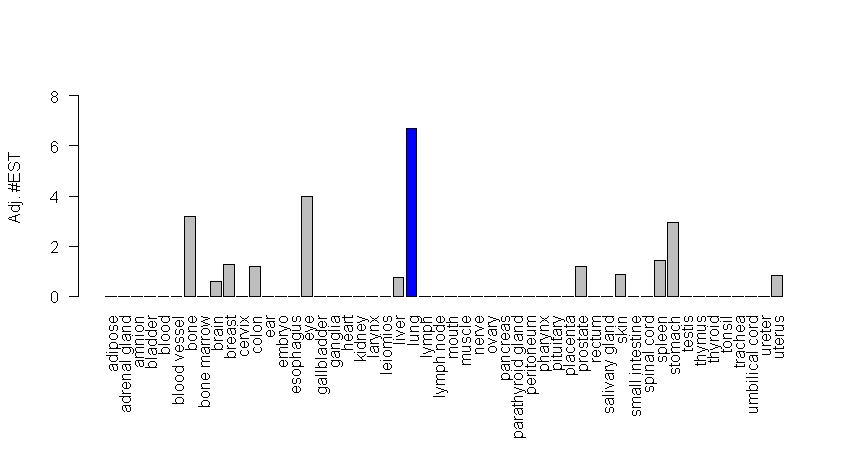 8
6
4
2
0
Adj. #EST
adipose
adrenal gland
amnion
bladder
blood
blood vessel
bone
bone marrow
brain
breast
cervix
colon
ear
embryo
esophagus
eye
gallbladder
ganglia
heart
kidney
larynx
leiomios
liver
lung
lymph
lymph node
mouth
muscle
nerve
ovary
pancreas
parathyroid gland
peritoneum
pharynx
pituitary
placenta
prostate
rectum
salivary gland
skin
small intestine
spinal cord
spleen
stomach
testis
thymus
thyroid
tonsil
trachea
umbilical cord
ureter
uterus